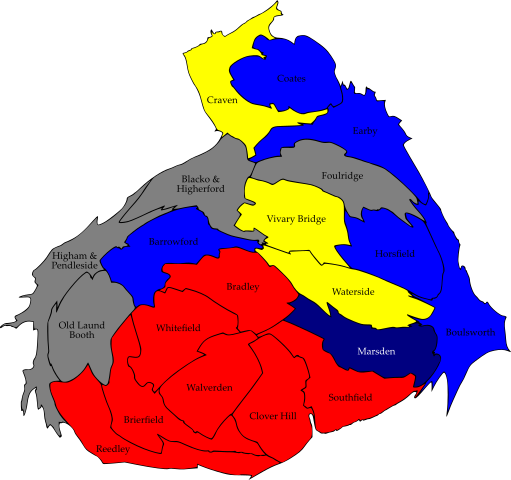 Coates
Craven
Earby
Foulridge
Blacko &
Higherford
Vivary Bridge
Barrowford
Horsfield
Higham &
Pendleside
Bradley
Waterside
Old Laund
Booth
Whitefield
Boulsworth
Marsden
Walverden
Southfield
Clover Hill
Brierfield
Reedley